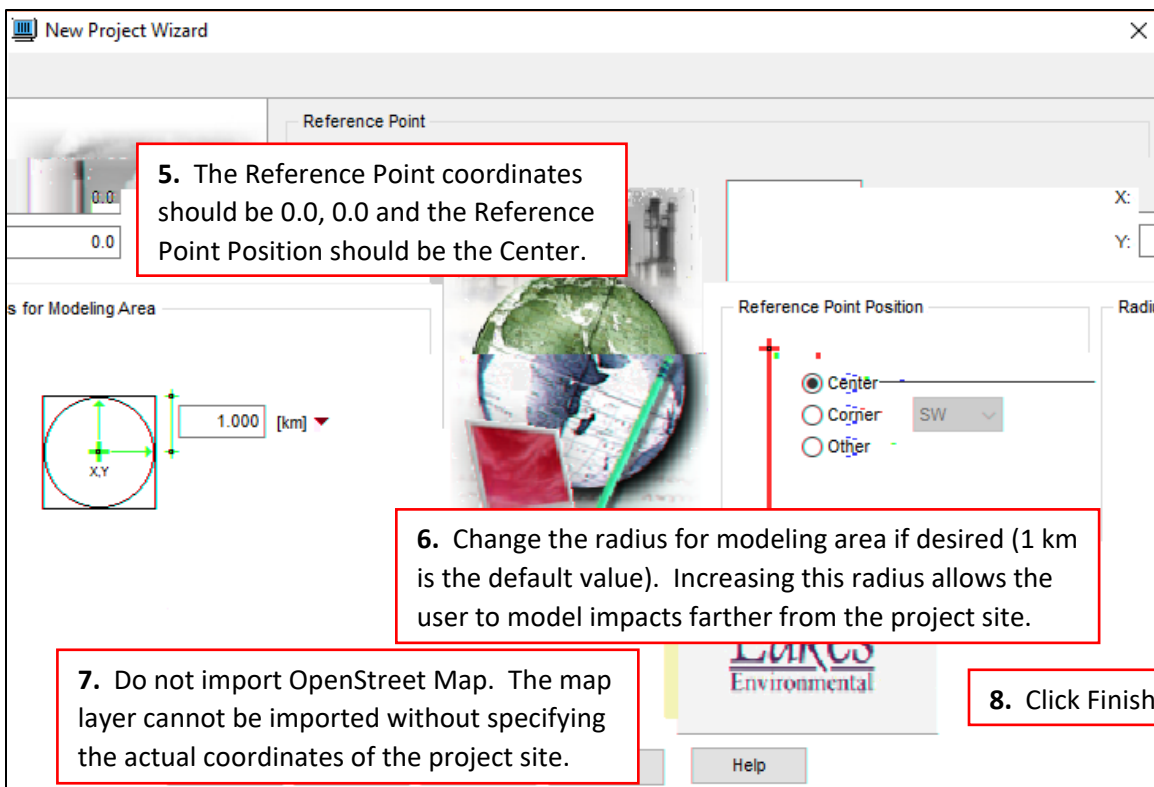 New Project Wizard
Reference Point
5. The Reference Point coordinates
should be 0.0, 0.0 and the Reference
Point Position should be the Center.
0.0
X:
0.0
Y:
s for Modeling Area
Reference Point Position
Radiu
Center
1.000 [km]
Corner SW
Other
X,Y
6. Change the radius for modeling area if desired (1 km
is the default value). Increasing this radius allows the
user to model impacts farther from the project site.
Lakes
Environmental
7. Do not import OpenStreet Map. The map
layer cannot be imported without specifying
the actual coordinates of the project site.
8. Click Finish
Help